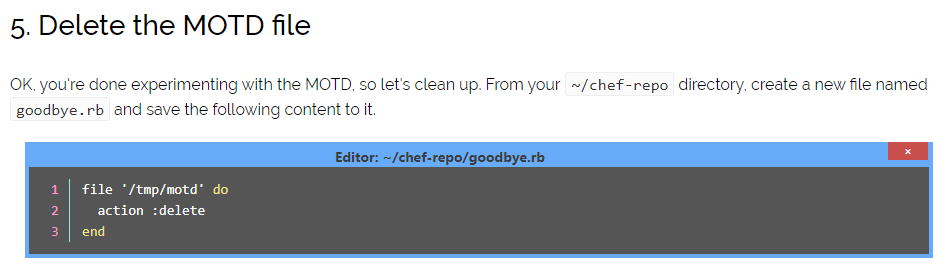 5. Delete the MOTD file
OK, you're done experimenting with the MOTD, so let's clean up. From your ~/chef-repo directory, create a new file named
goodbye.rb and save the following content to it.
Editor: ~/chef-repo/goodbye.rb ×
1 file '/tmp/motd' do
2   action :delete
3 end